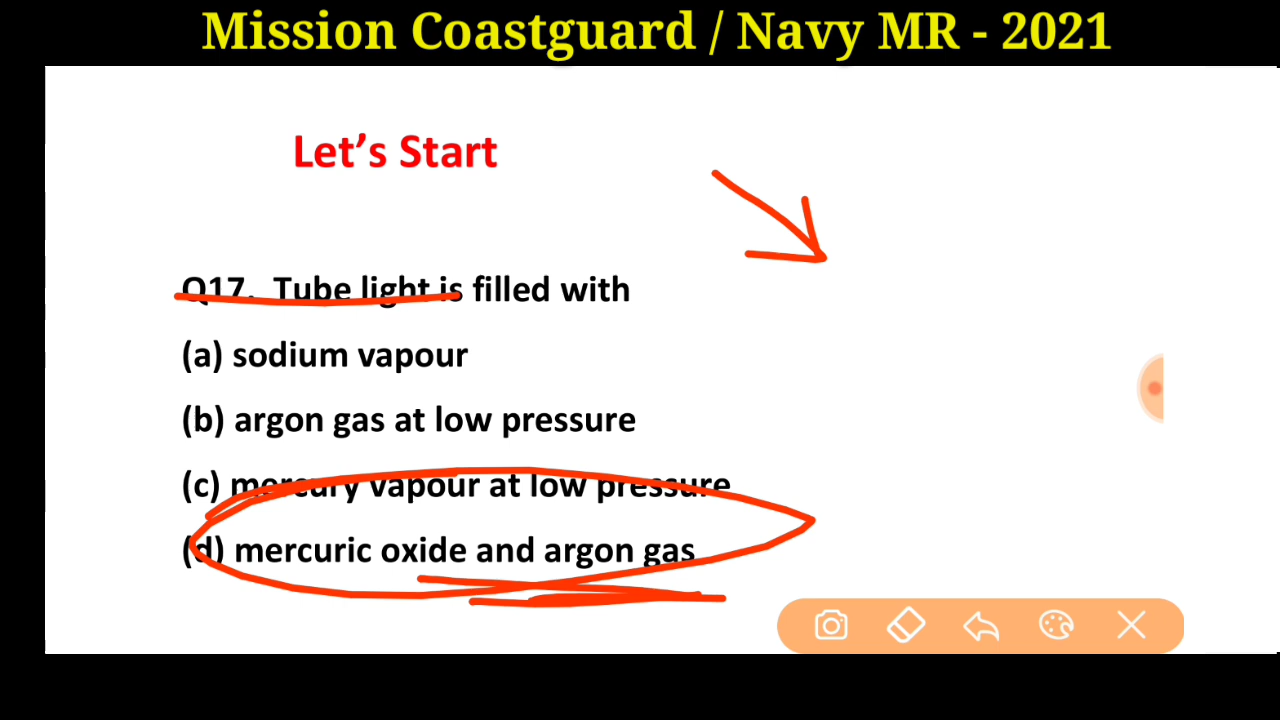 Mission Coastguard / Navy MR - 2021
Let’s Start
Q17. Tube light is filled with
(a) sodium vapour
(b) argon gas at low pressure
(c) mercury vapour at low pressure
(d) mercuric oxide and argon gas